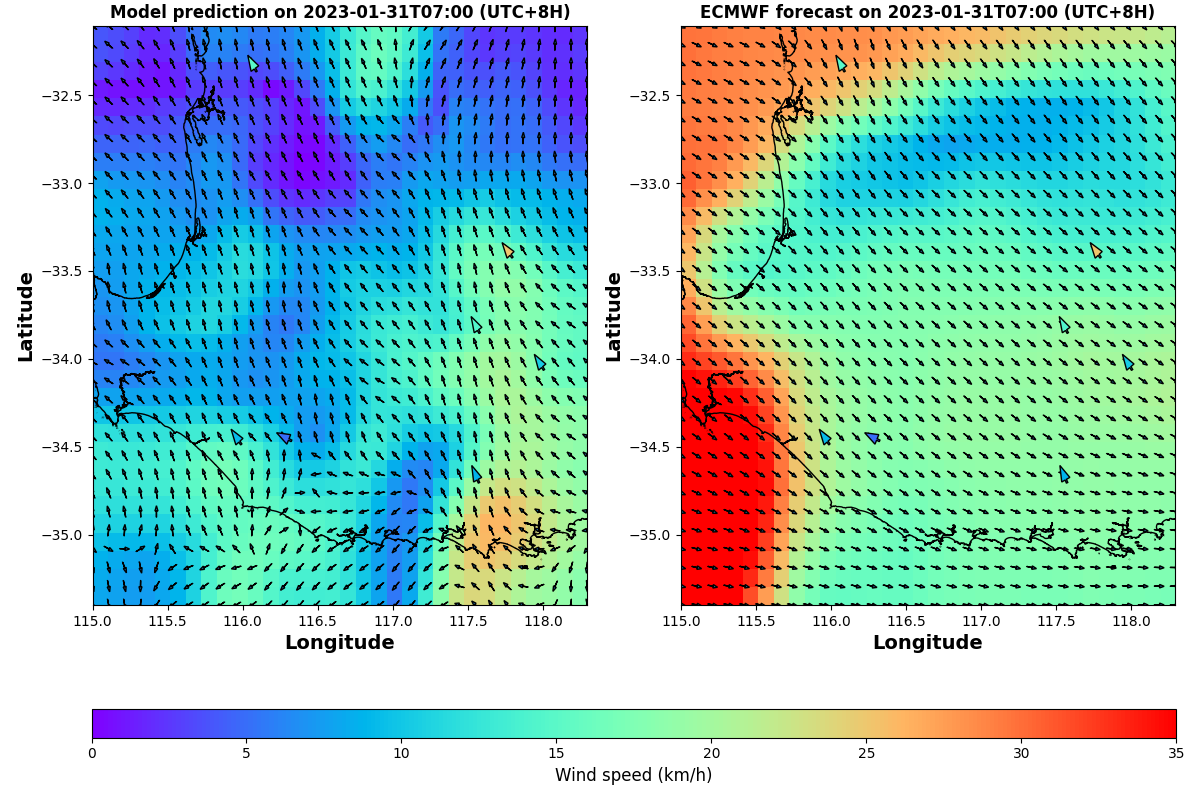 Model prediction on 2023-01-31T07:00 (UTC+8H)
ECMWF forecast on 2023-01-31T07:00 (UTC+8H)
Latitude
−32.5
−33.0
−33.5
−34.0
−34.5
−35.0
115.0 115.5 116.0 116.5 117.0 117.5 118.0
Longitude
Latitude
−32.5
−33.0
−33.5
−34.0
−34.5
−35.0
115.0 115.5 116.0 116.5 117.0 117.5 118.0
Longitude
0 5 10 15 20 25 30 35
Wind speed (km/h)